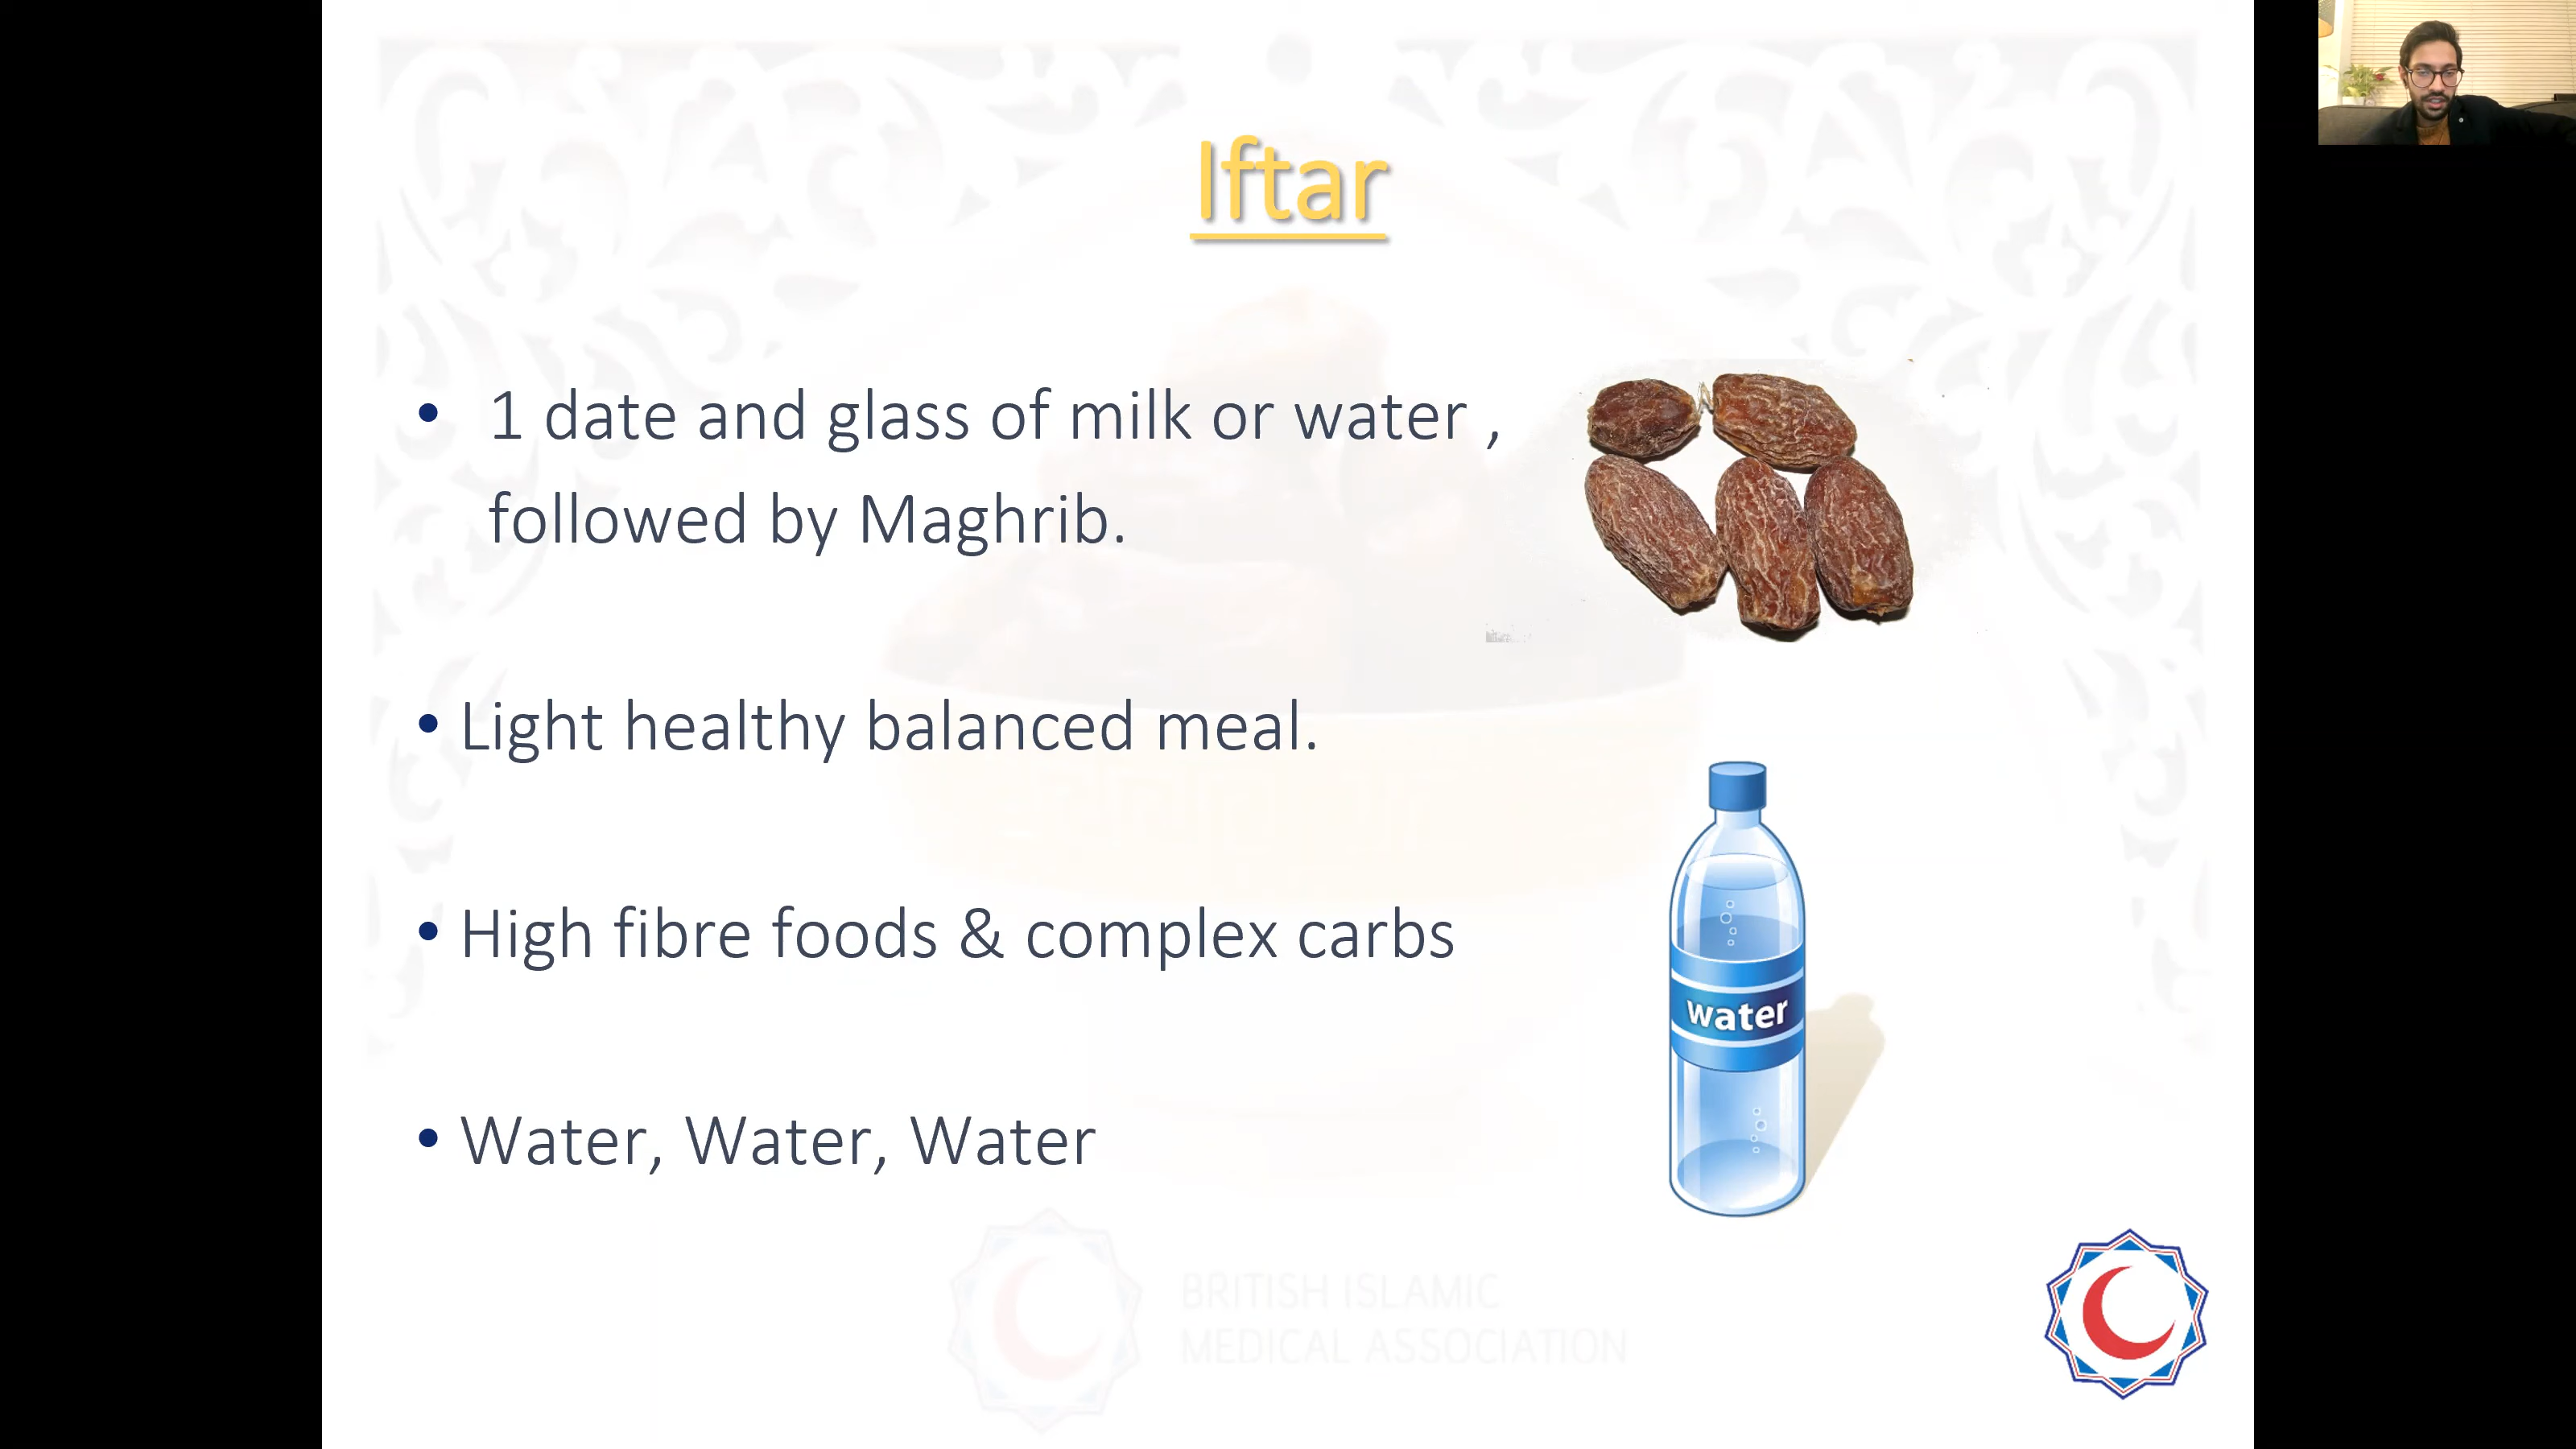 Iftar
• 1 date and glass of milk or water ,
followed by Maghrib.
• Light healthy balanced meal.
• High fibre foods & complex carbs
water
• Water, Water, Water
BRITISH ISLAMIC
MEDICAL ASSOCIATION